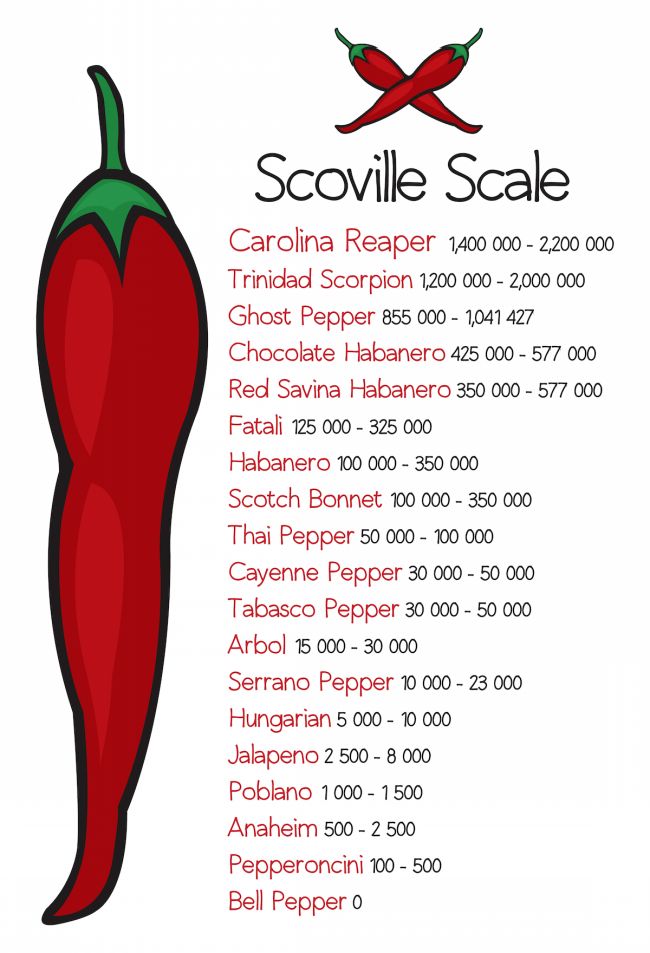 Scoville Scale
Carolina Reaper 1,400 000 - 2,200 000
Trinidad Scorpion 1,200 000 - 2,000 000
Ghost Pepper 855 000 - 1,041 427
Chocolate Habanero 425 000 - 577 000
Red Savina Habanero 350 000 - 577 000
Fatali 125 000 - 325 000
Habanero 100 000 - 350 000
Scotch Bonnet 100 000 - 350 000
Thai Pepper 50 000 - 100 000
Cayenne Pepper 30 000 - 50 000
Tabasco Pepper 30 000 - 50 000
Arbol 15 000 - 30 000
Serrano Pepper 10 000 - 23 000
Hungarian 5 000 - 10 000
Jalapeno 2 500 - 8 000
Poblano 1 000 - 1 500
Anaheim 500 - 2 500
Pepperoncini 100 - 500
Bell Pepper 0